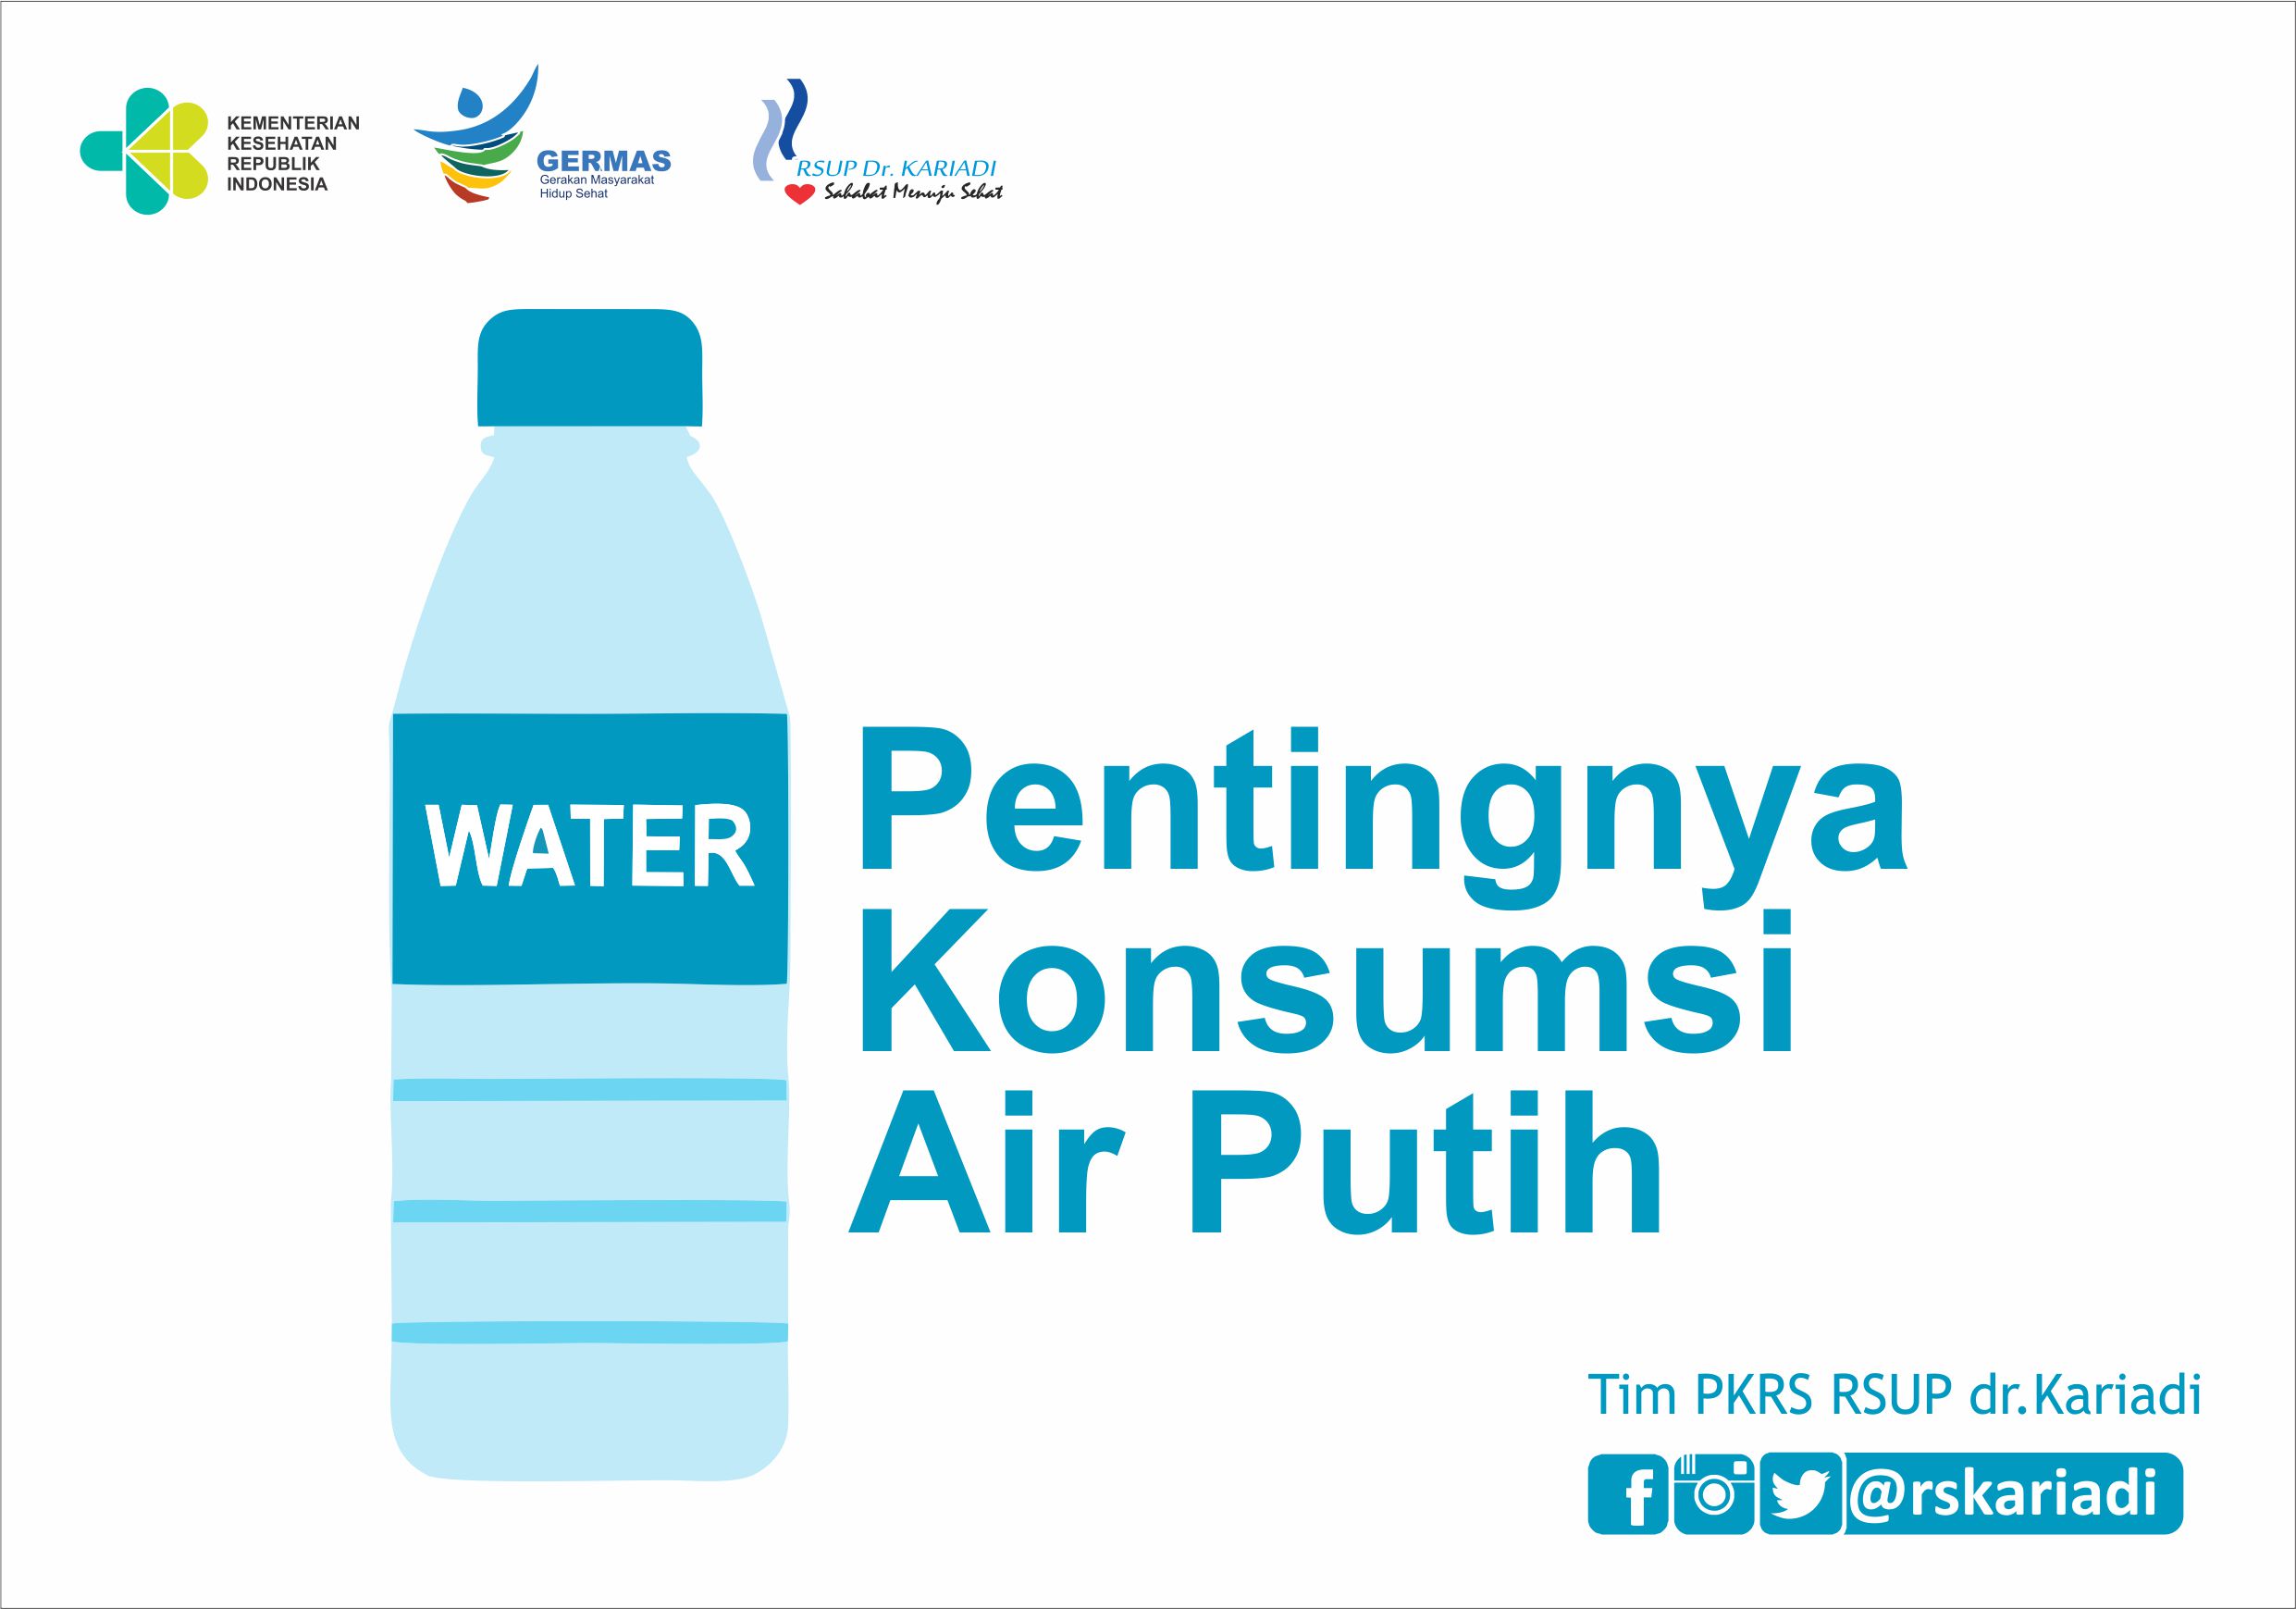 KEMENTERIAN
KESEHATAN
REPUBLIK
INDONESIA
GERMAS
Gerakan Masyarakat
Hidup Sehat
RSUP Dr. KARIADI
Sahabat Menuju Sehat
WATER
Pentingnya
Konsumsi
Air Putih
Tim PKRS RSUP dr.Kariadi
@rskariadi